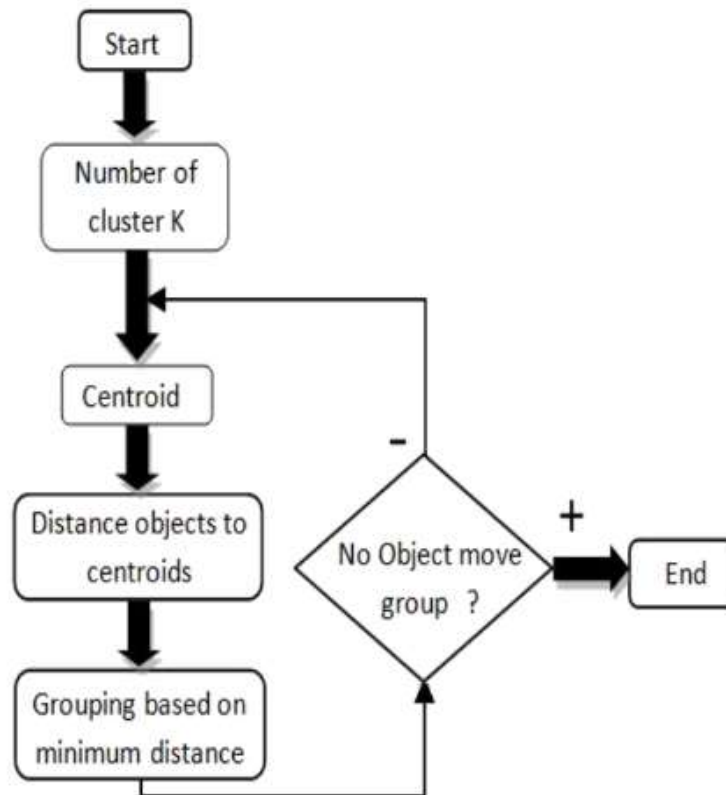 Start
Number of
cluster K
Centroid
Distance objects to
centroids
Grouping based on
minimum distance
-
No Object move
group ?
+
End